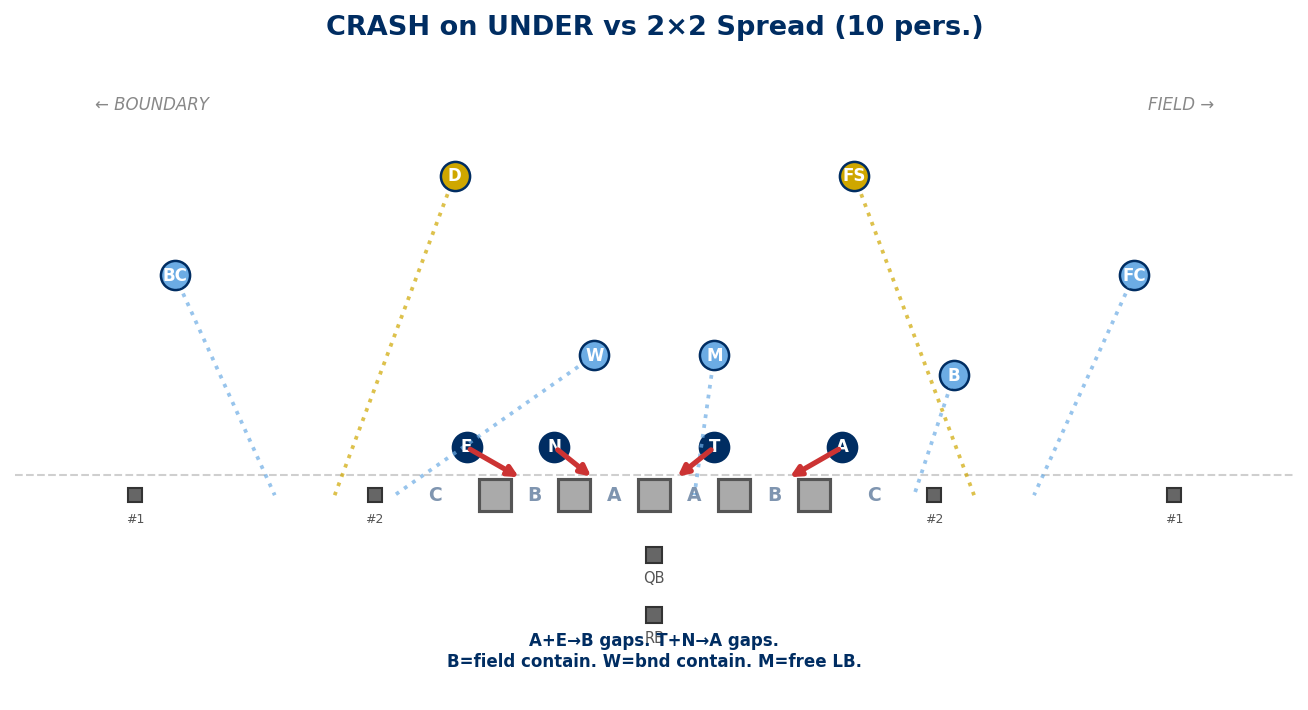 CRASH on UNDER vs 2×2 Spread (10 pers.)
← BOUNDARY FIELD →
D FS
BC FC
W M
B
E N T A
C B A A B C
#1 #2 #2 #1
QB
RB
A+E→B gaps. T+N→A gaps.
B=field contain. W=bnd contain. M=free LB.